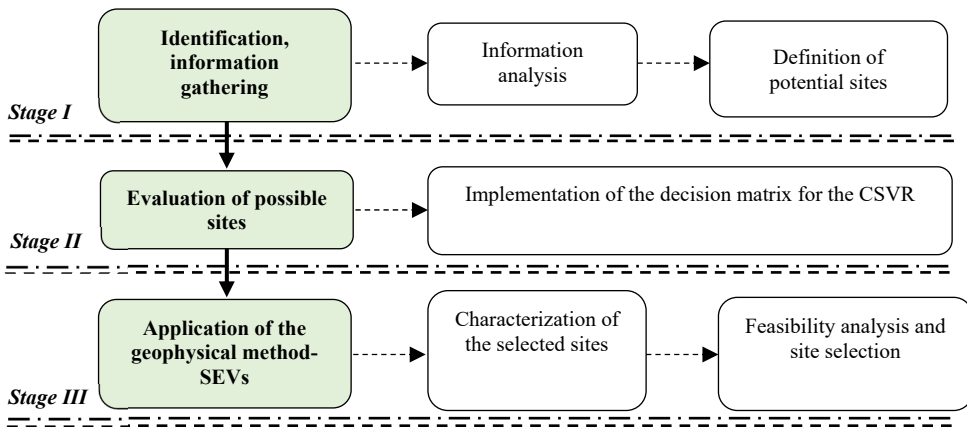 Identification,
information
gathering
Information
analysis
Definition of
potential sites
Stage I
Evaluation of possible
sites
Implementation of the decision matrix for the CSVR
Stage II
Application of the
geophysical method-
SEVs
Characterization of
the selected sites
Feasibility analysis and
site selection
Stage III